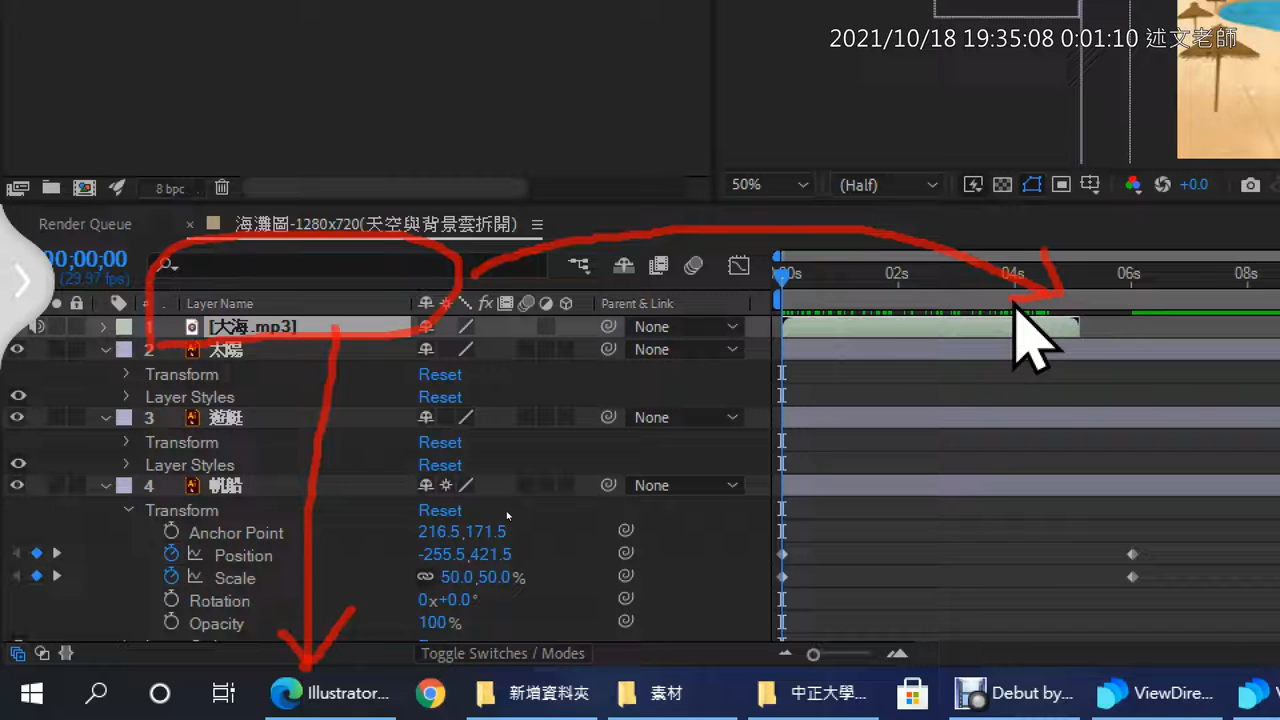 2021/10/18 19:35:08 0:01:10 述文老師
8 bpc
50%
(Half)
+0.0
Render Queue
× 海灘圖-1280x720(天空與背景雲拆開)
00;00;00
(23.97 fps)
00s 02s 04s 06s 08s
# Layer Name fx Parent & Link
1 [大海.mp3] None
2 太陽 None
Transform Reset
Layer Styles Reset
3 遊艇 None
Transform Reset
Layer Styles Reset
4 帆船 None
Transform Reset
Anchor Point 216.5,171.5
Position -255.5,421.5
Scale 50.0,50.0%
Rotation 0x+0.0°
Opacity 100%
Toggle Switches / Modes
Illustrator... 新增資料夾 素材 中正大學... Debut by... ViewDire...